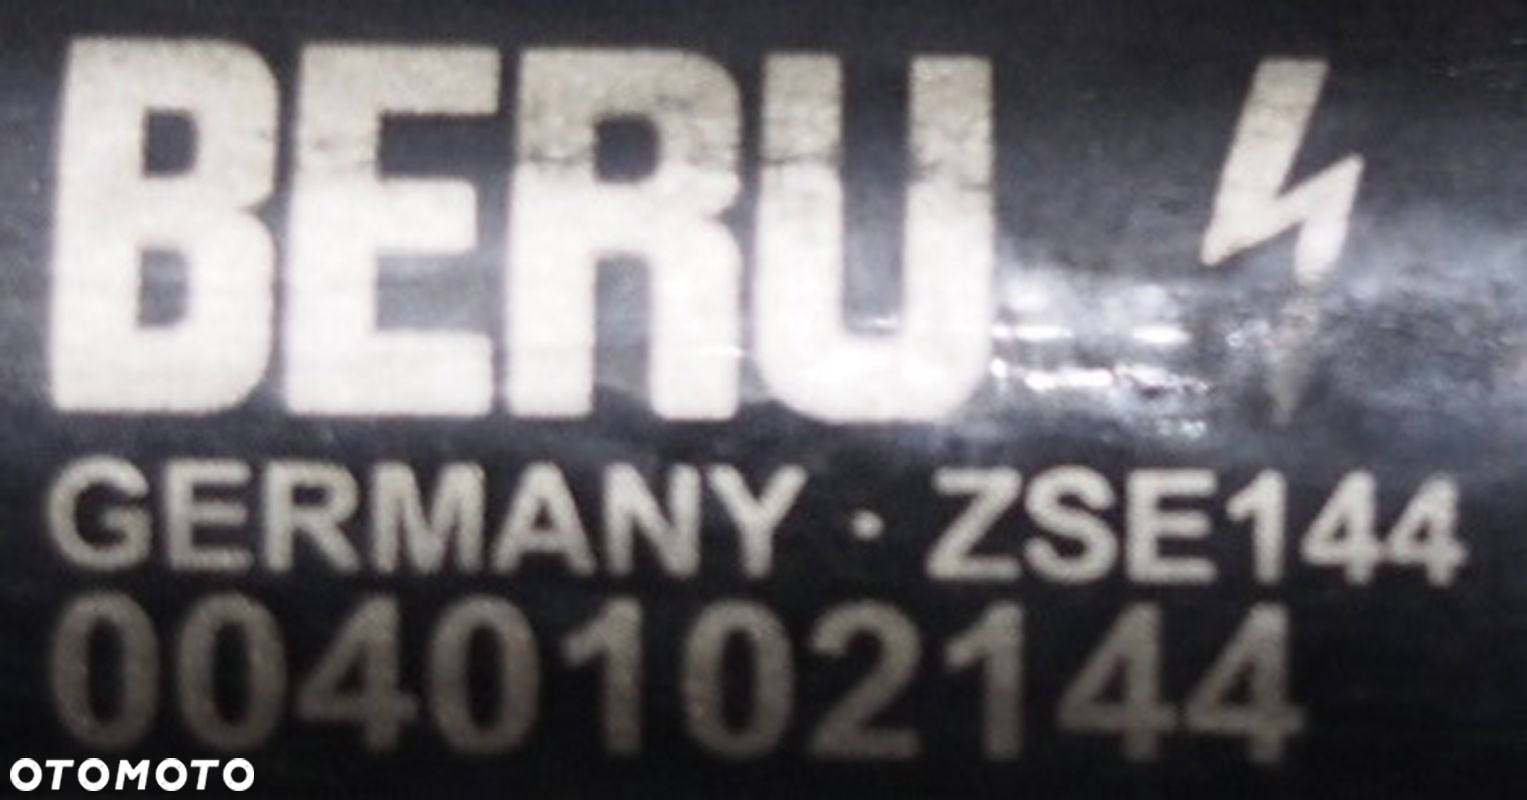 BERU
GERMANY · ZSE144
0040102144
OTOMOTO